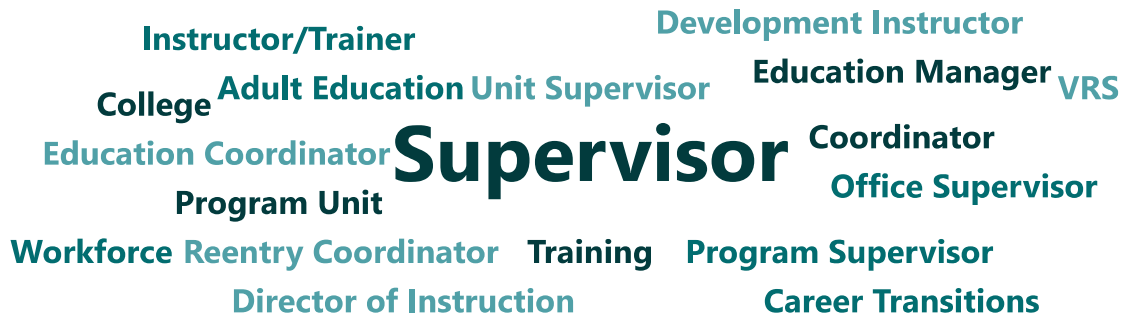 Development Instructor
Instructor/Trainer
Education Manager
Adult Education
Unit Supervisor
VRS
College
Supervisor
Coordinator
Education Coordinator
Office Supervisor
Program Unit
Workforce
Reentry Coordinator
Training
Program Supervisor
Director of Instruction
Career Transitions